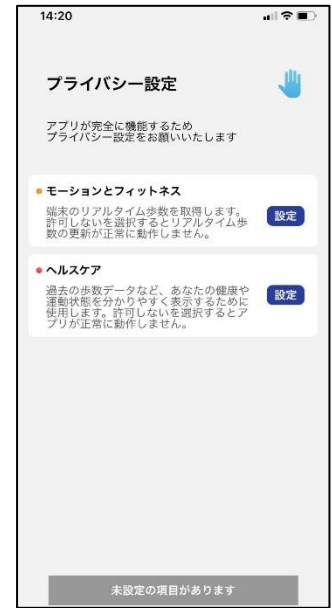 14:20
プライバシー設定
アプリが完全に機能するため
プライバシー設定をお願いいたします
モーションとフィットネス
端末のリアルタイム歩数を取得します。
許可しないを選択するとリアルタイム歩
数の更新が正常に動作しません。
設定
ヘルスケア
過去の歩数データなど、あなたの健康や
運動状態を分かりやすく表示するために
使用します。許可しないを選択するとア
プリが正常に動作しません。
設定
未設定の項目があります